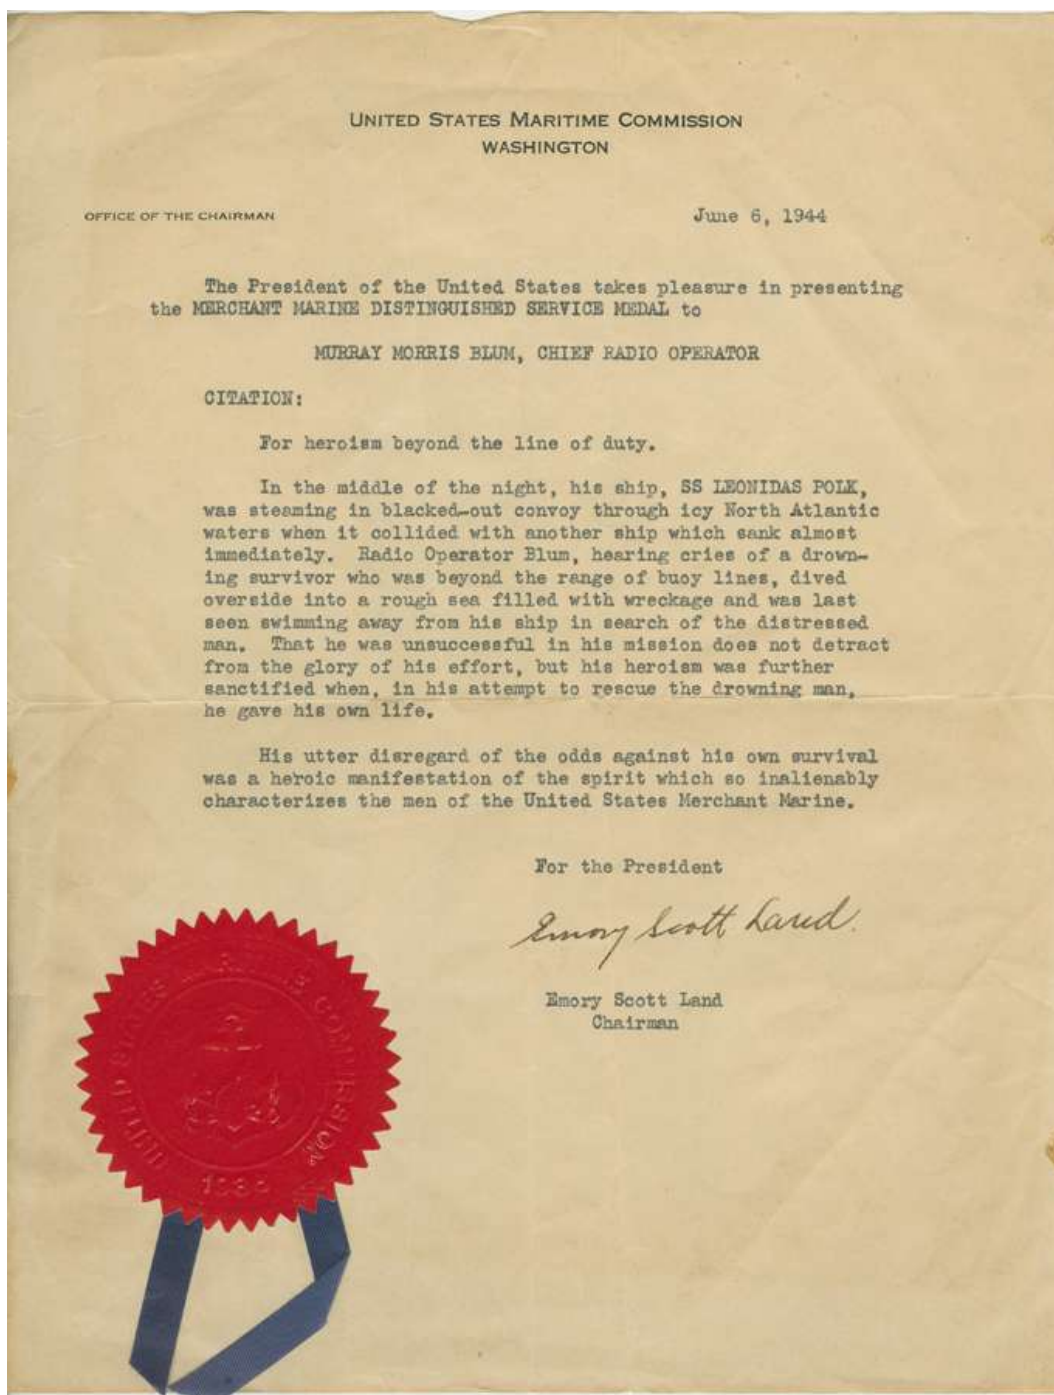 UNITED STATES MARITIME COMMISSION
WASHINGTON
OFFICE OF THE CHAIRMAN
June 6, 1944
The President of the United States takes pleasure in presenting
the MERCHANT MARINE DISTINGUISHED SERVICE MEDAL to
MURRAY MORRIS BLUM, CHIEF RADIO OPERATOR
CITATION:
For heroism beyond the line of duty.
In the middle of the night, his ship, SS LEONIDAS POLK,
was steaming in blacked-out convoy through icy North Atlantic
waters when it collided with another ship which sank almost
immediately. Radio Operator Blum, hearing cries of a drown-
ing survivor who was beyond the range of buoy lines, dived
overside into a rough sea filled with wreckage and was last
seen swimming away from his ship in search of the distressed
man. That he was unsuccessful in his mission does not detract
from the glory of his effort, but his heroism was further
sanctified when, in his attempt to rescue the drowning man,
he gave his own life.
His utter disregard of the odds against his own survival
was a heroic manifestation of the spirit which so inalienably
characterizes the men of the United States Merchant Marine.
For the President
Emory Scott Land
Emory Scott Land
Chairman
UNITED STATES MARITIME COMMISSION